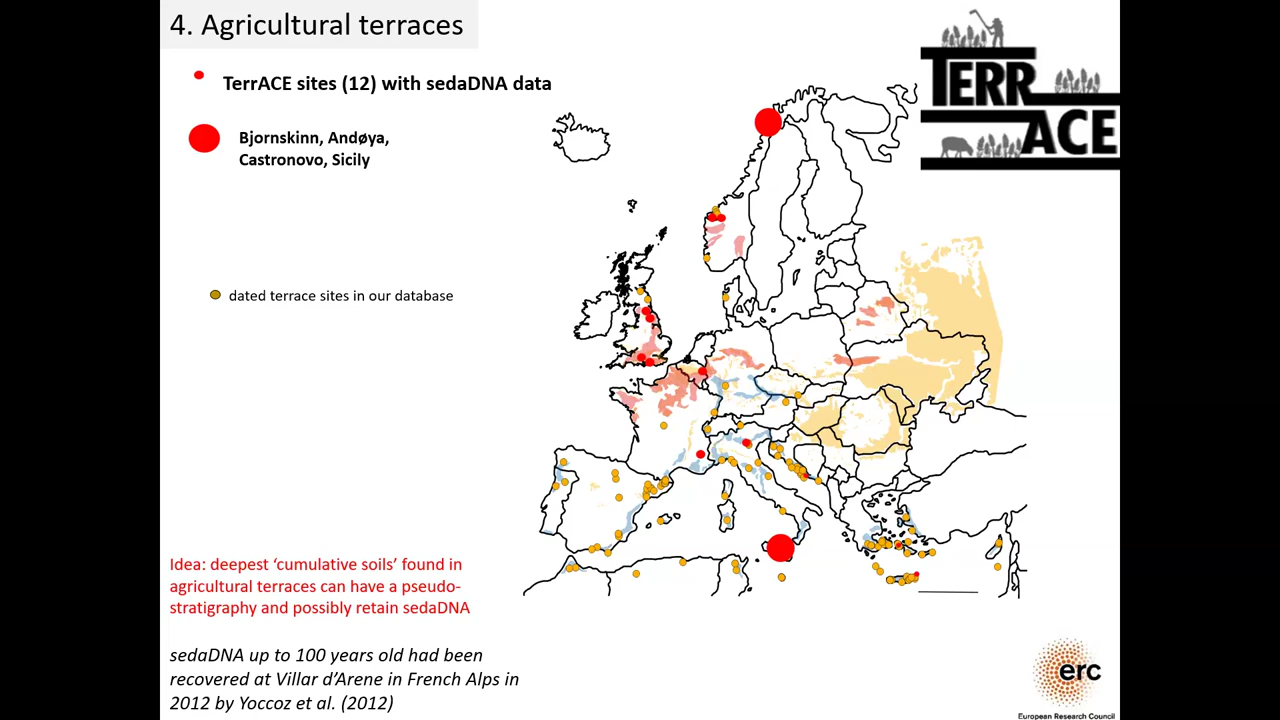 4. Agricultural terraces
TerrACE sites (12) with sedaDNA data
Bjornskinn, Andøya,
Castronovo, Sicily
dated terrace sites in our database
Idea: deepest ‘cumulative soils’ found in
agricultural terraces can have a pseudo-
stratigraphy and possibly retain sedaDNA
sedaDNA up to 100 years old had been
recovered at Villar d’Arene in French Alps in
2012 by Yoccoz et al. (2012)
TERR
ACE
erc
European Research Council